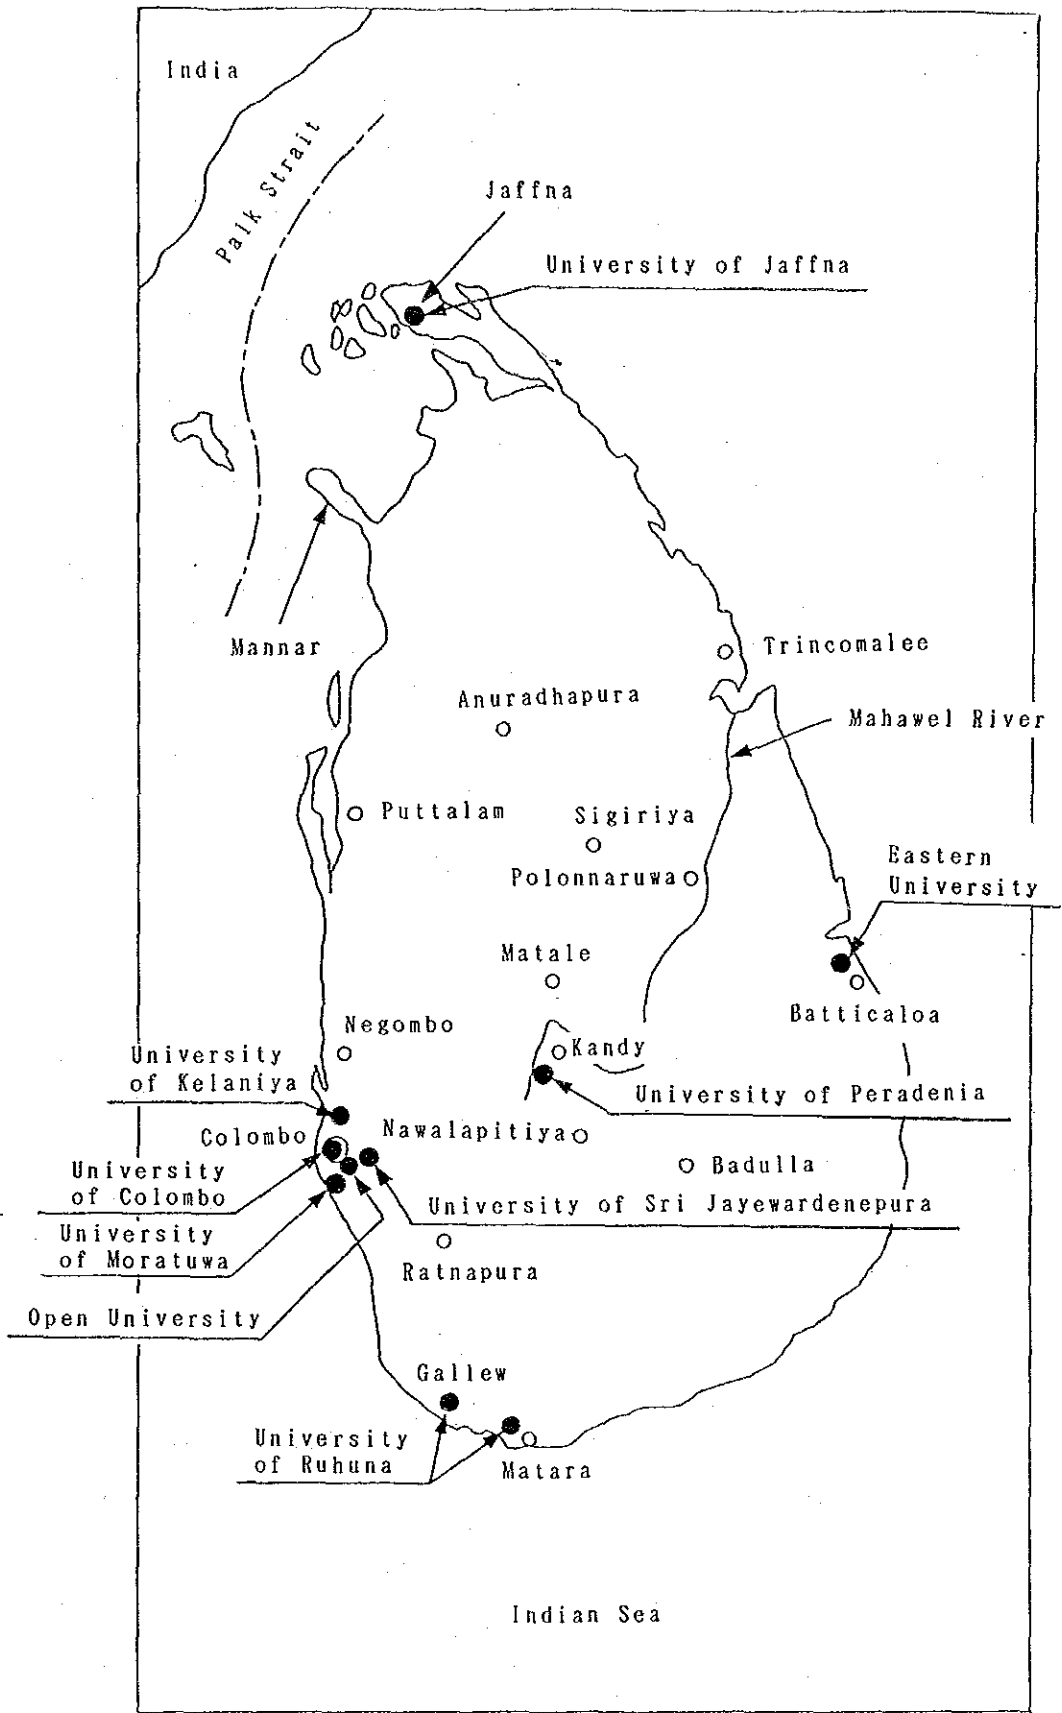 India
Palk Strait
Jaffna
University of Jaffna
Mannar
Trincomalee
Anuradhapura
Mahawel River
Puttalam
Sigiriya
Polonnaruwa
Eastern
University
Matale
Batticaloa
Negombo
Kandy
University
of Kelaniya
University of Peradenia
Colombo
Nawalapitiya
Badulla
University
of Colombo
University of Sri Jayewardenepura
University
of Moratuwa
Ratnapura
Open University
Gallew
University
of Ruhuna
Matara
Indian Sea